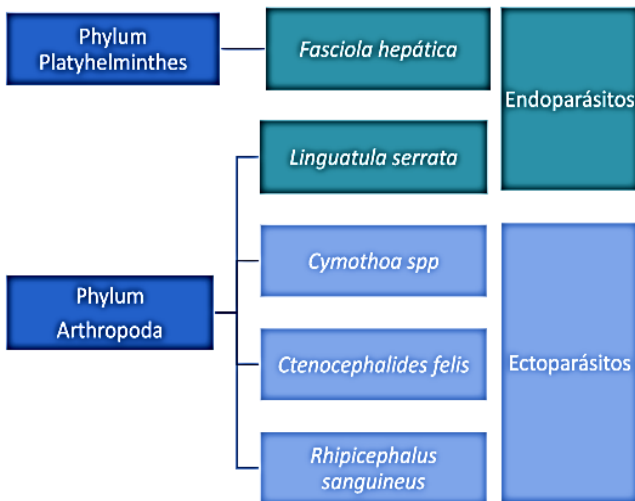 Phylum
Platyhelminthes
Fasciola hepática
Endoparásitos
Linguatula serrata
Phylum
Arthropoda
Cymothoa spp
Ctenocephalides felis
Ectoparásitos
Rhipicephalus
sanguineus